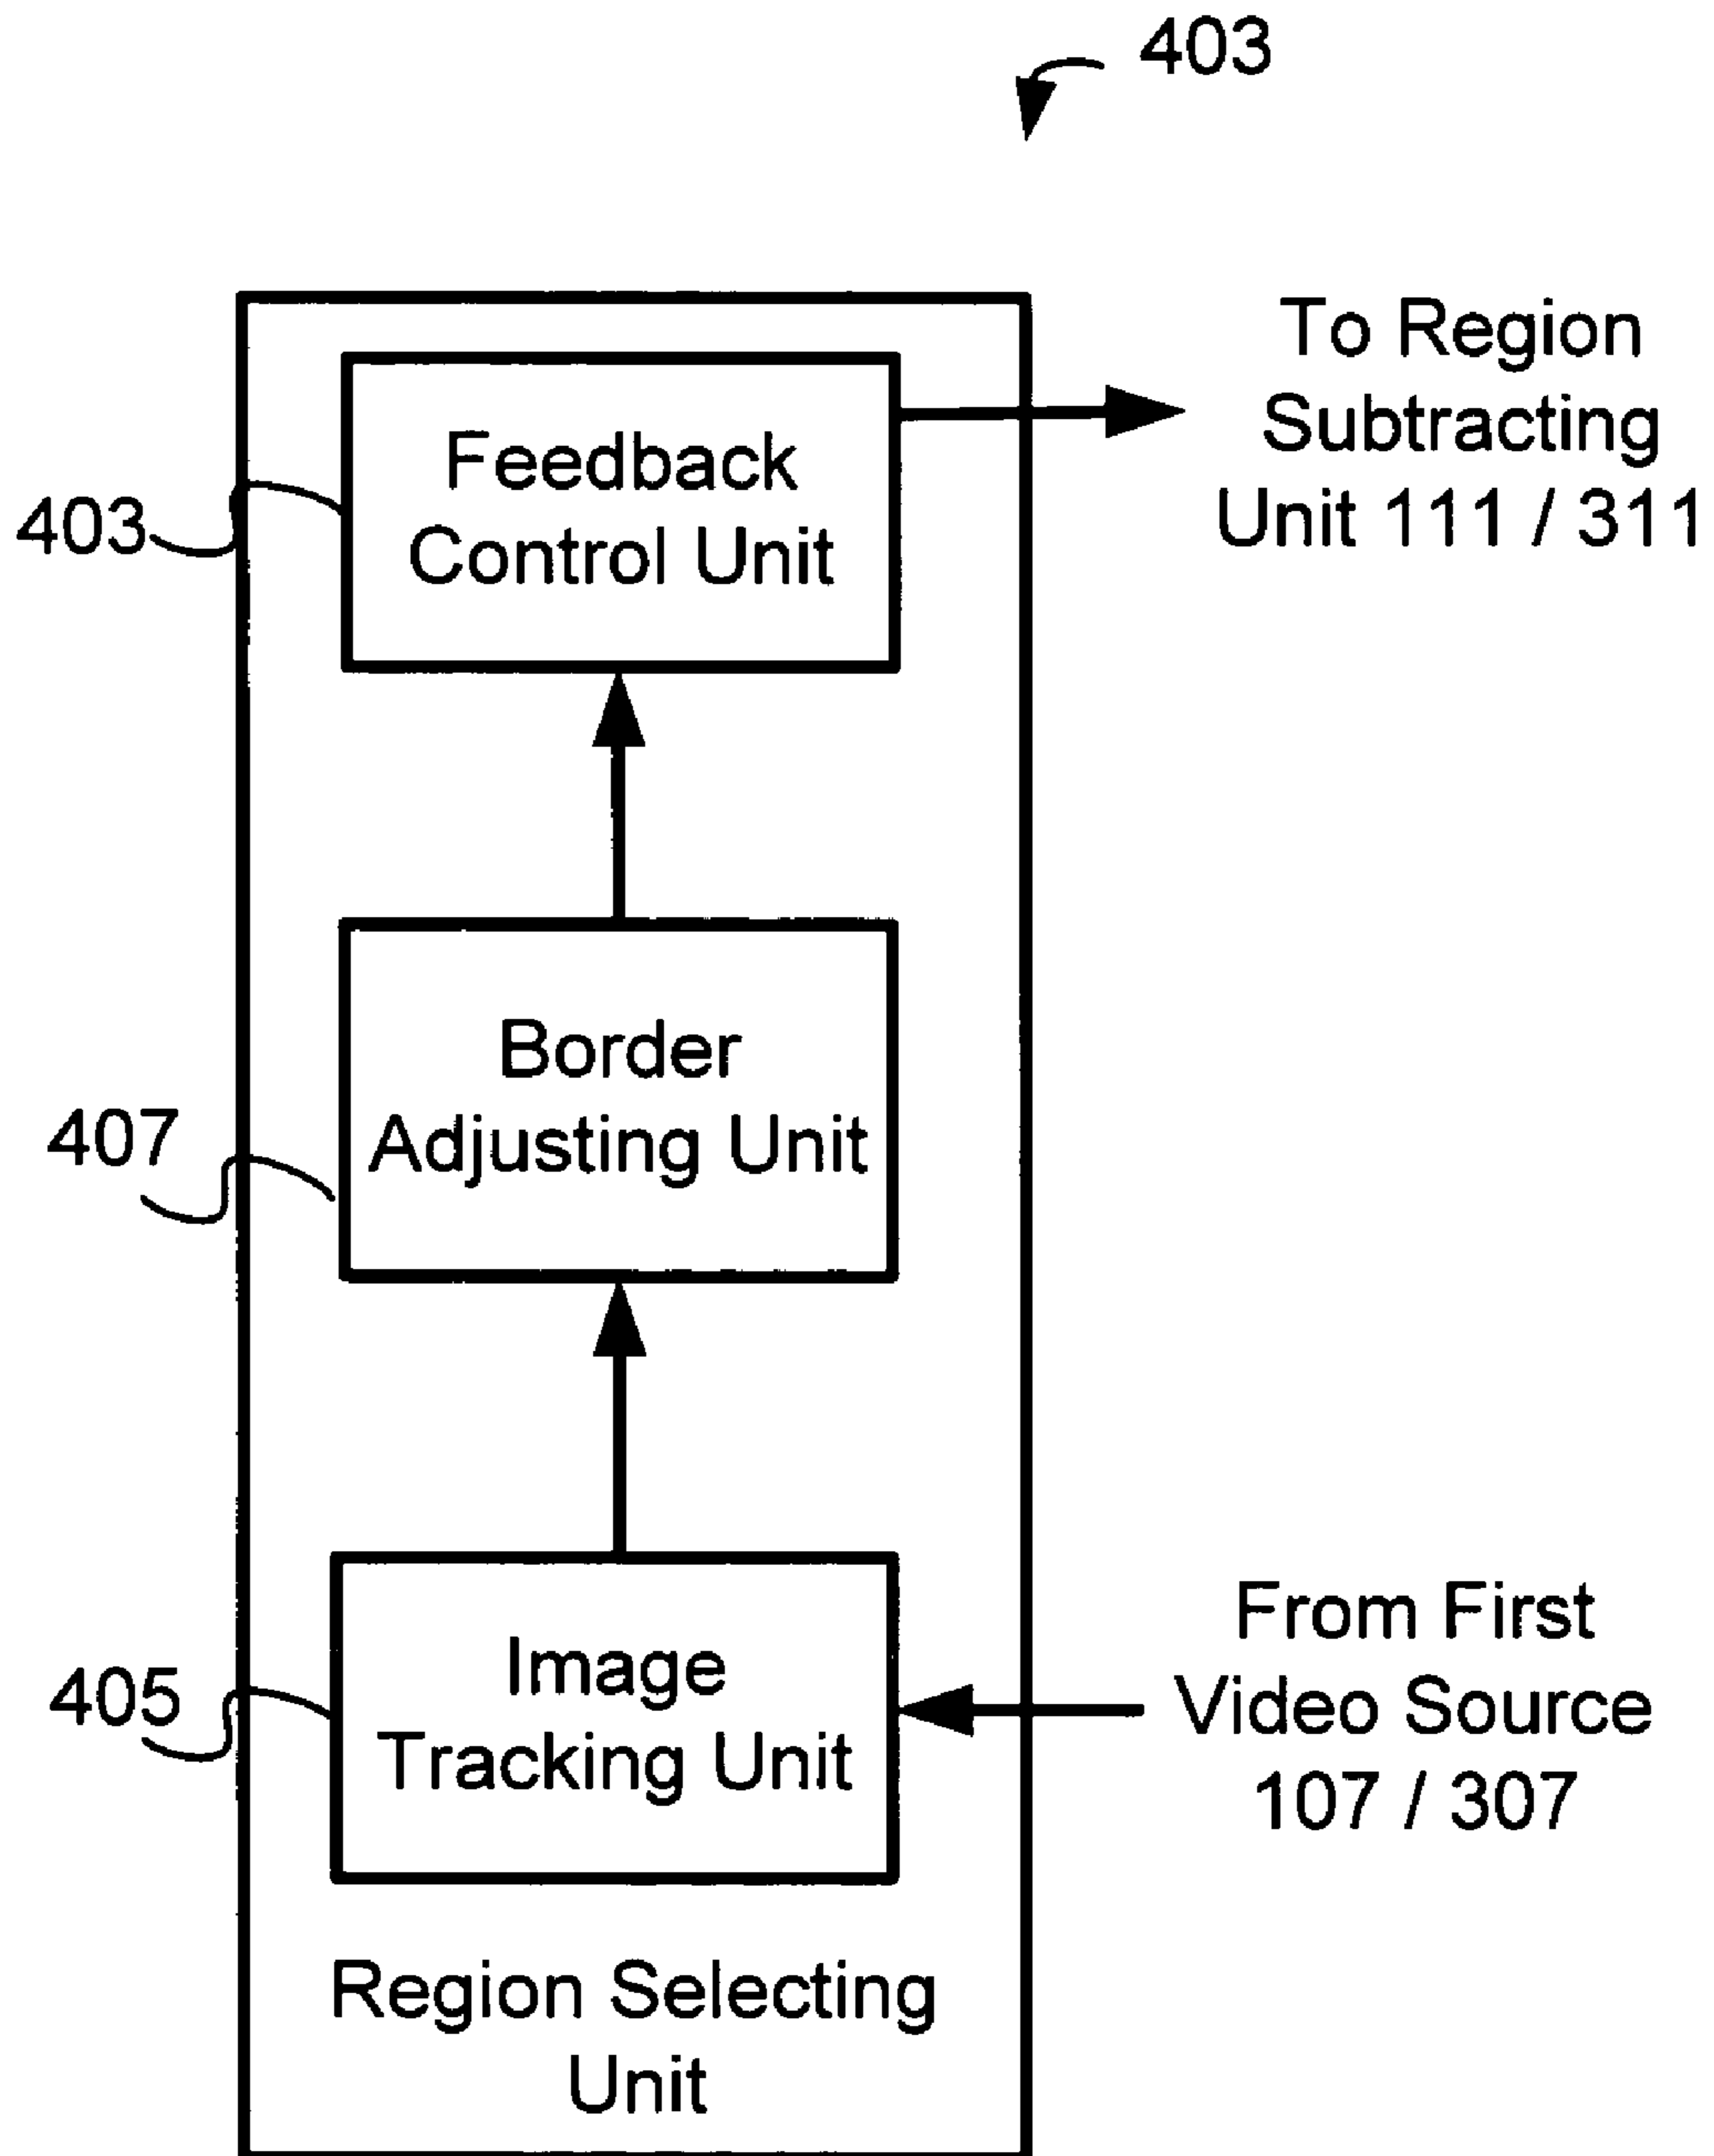 403
To Region
Subtracting
Unit 111 / 311
Feedback
Control Unit
403
Border
Adjusting Unit
407
Image
Tracking Unit
405
From First
Video Source
107 / 307
Region Selecting
Unit